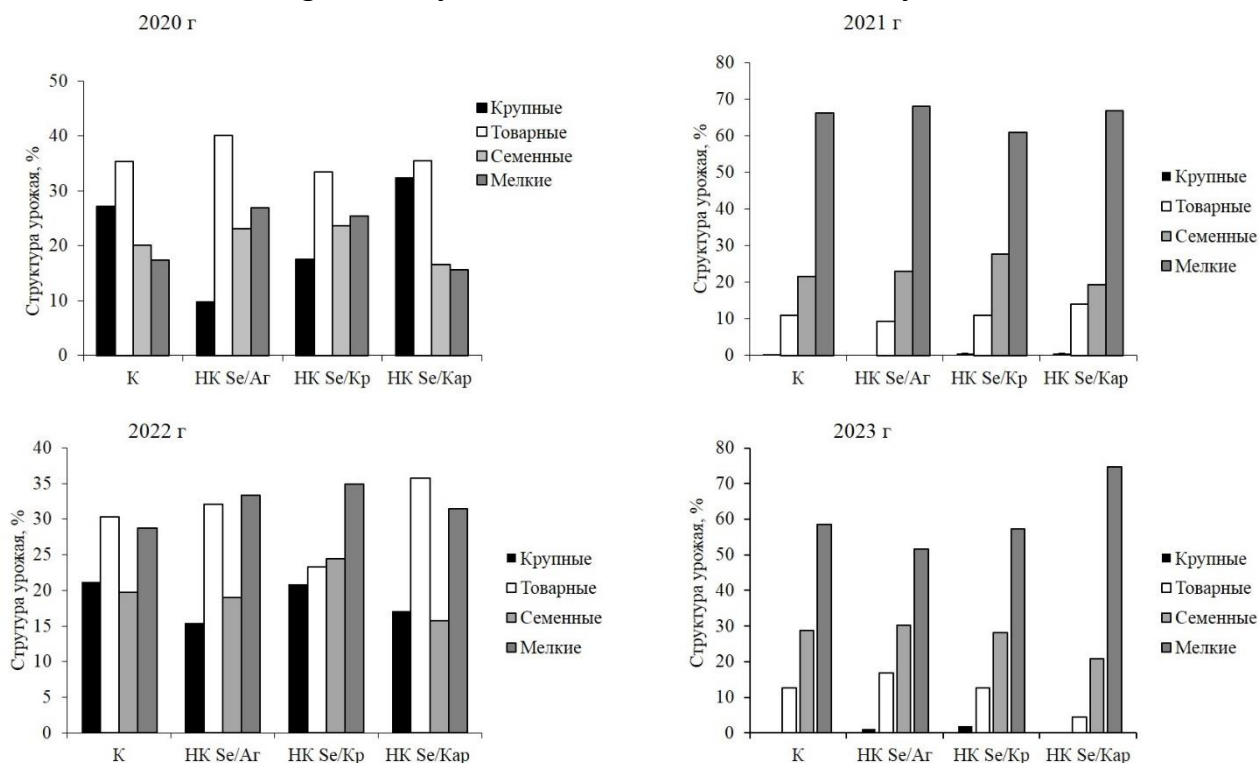 2020 г
Структура урожая, %
50
40
30
20
10
0
К
НК Se/Аг
НК Se/Кр
НК Se/Кар
Крупные
Товарные
Семенные
Мелкие
2021 г
Структура урожая, %
80
70
60
50
40
30
20
10
0
К
НК Se/Аг
НК Se/Кр
НК Se/Кар
Крупные
Товарные
Семенные
Мелкие
2022 г
Струтура урожая, %
40
35
30
25
20
15
10
5
0
К
НК Se/Аг
НК Se/Кр
НК Se/Кар
Крупные
Товарные
Семенные
Мелкие
2023 г
Структура урожая, %
80
70
60
50
40
30
20
10
0
К
НК Se/Аг
НК Se/Кр
НК Se/Кар
Крупные
Товарные
Семенные
Мелкие